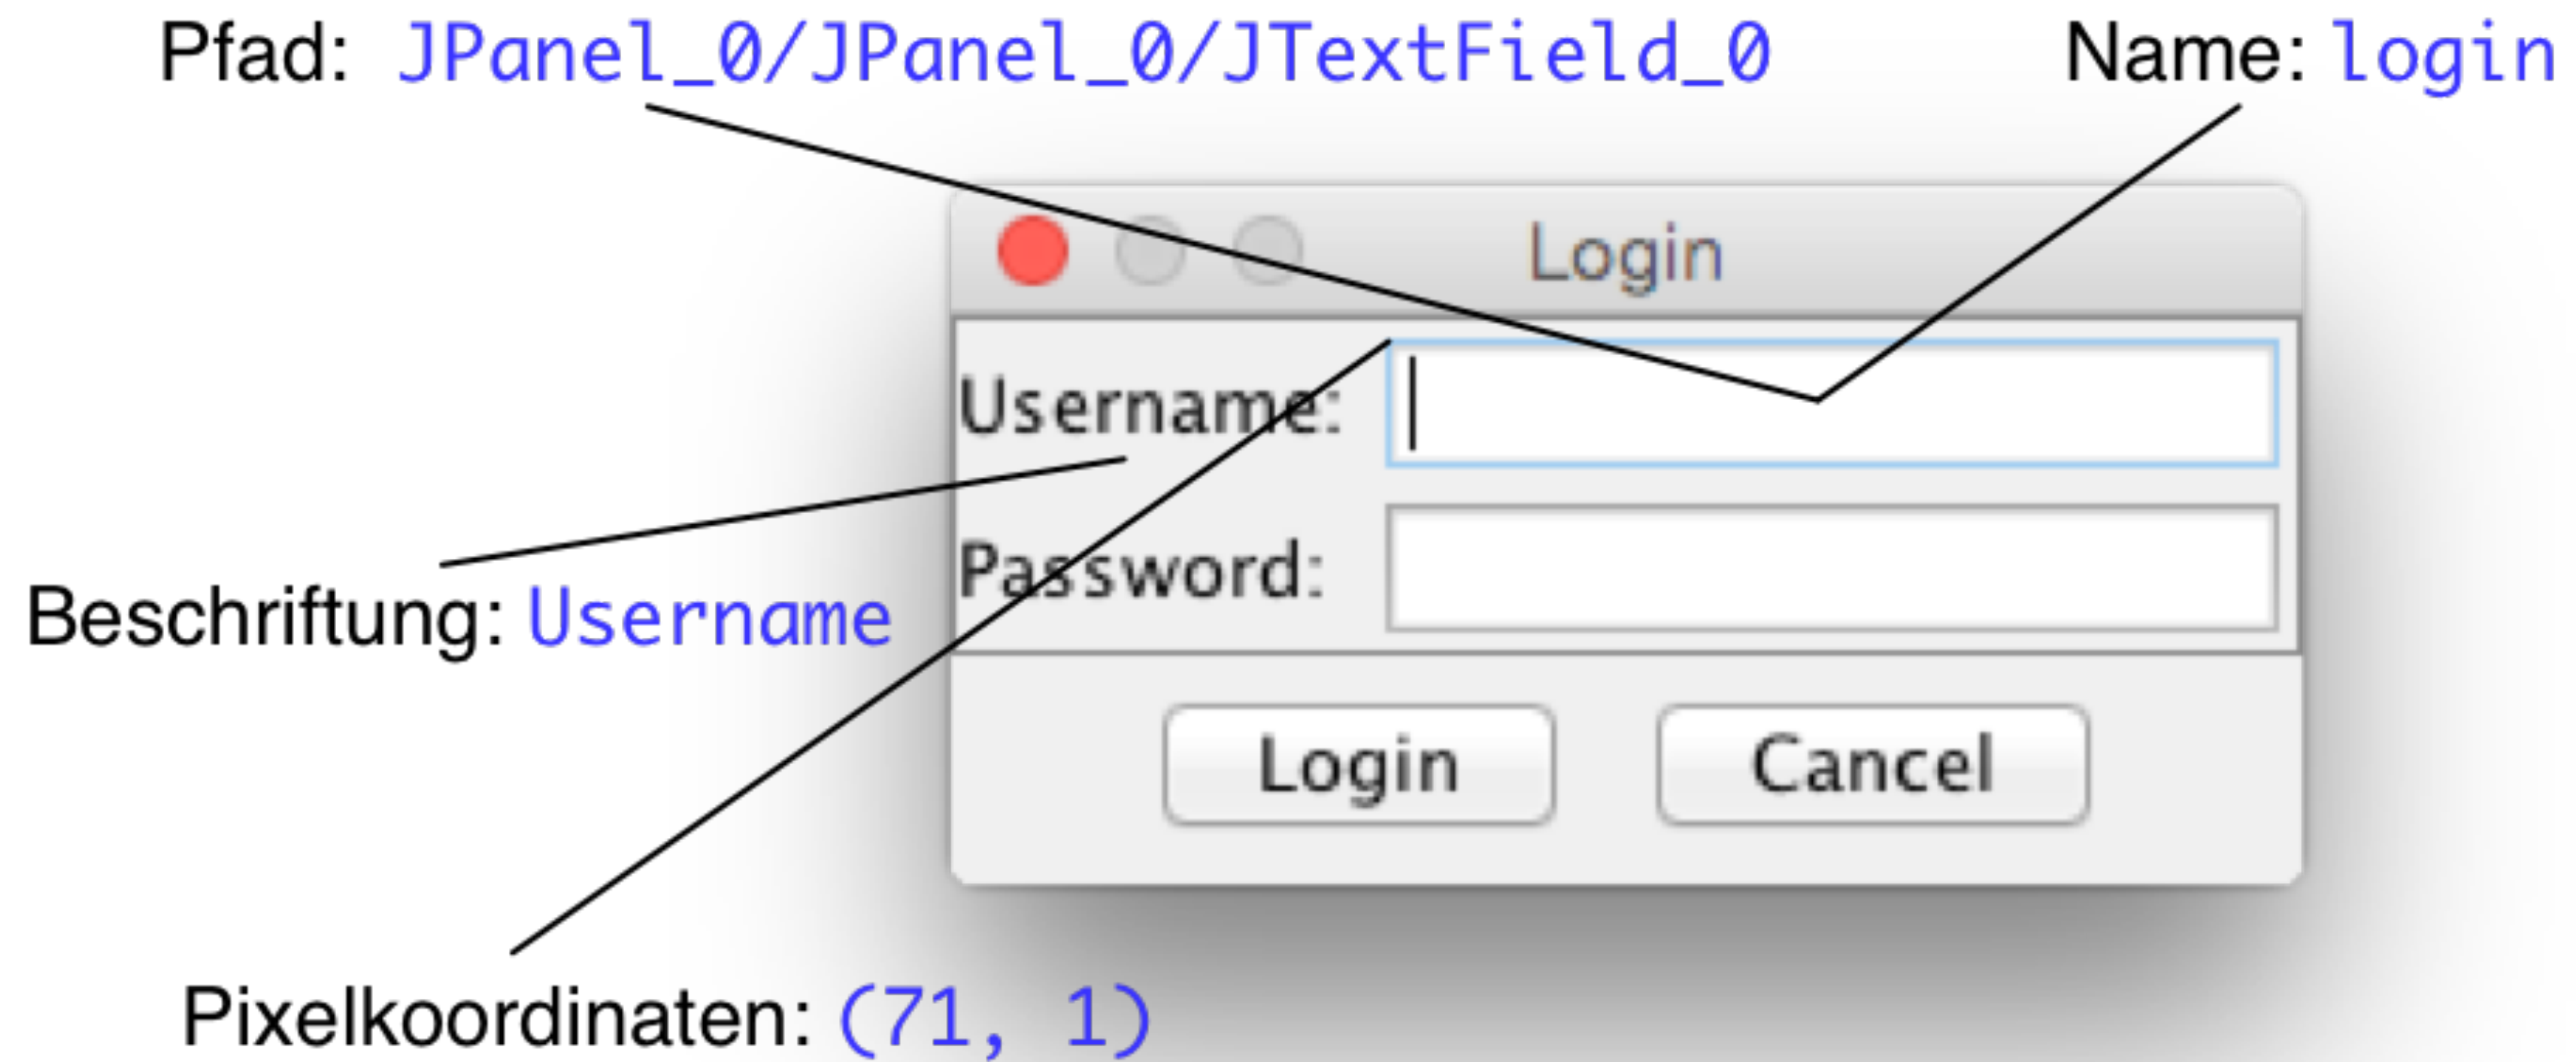 Pfad: JPanel_0/JPanel_0/JTextField_0
Name: login
Login
Username:
Password:
Beschriftung: Username
Login
Cancel
Pixelkoordinaten: (71, 1)